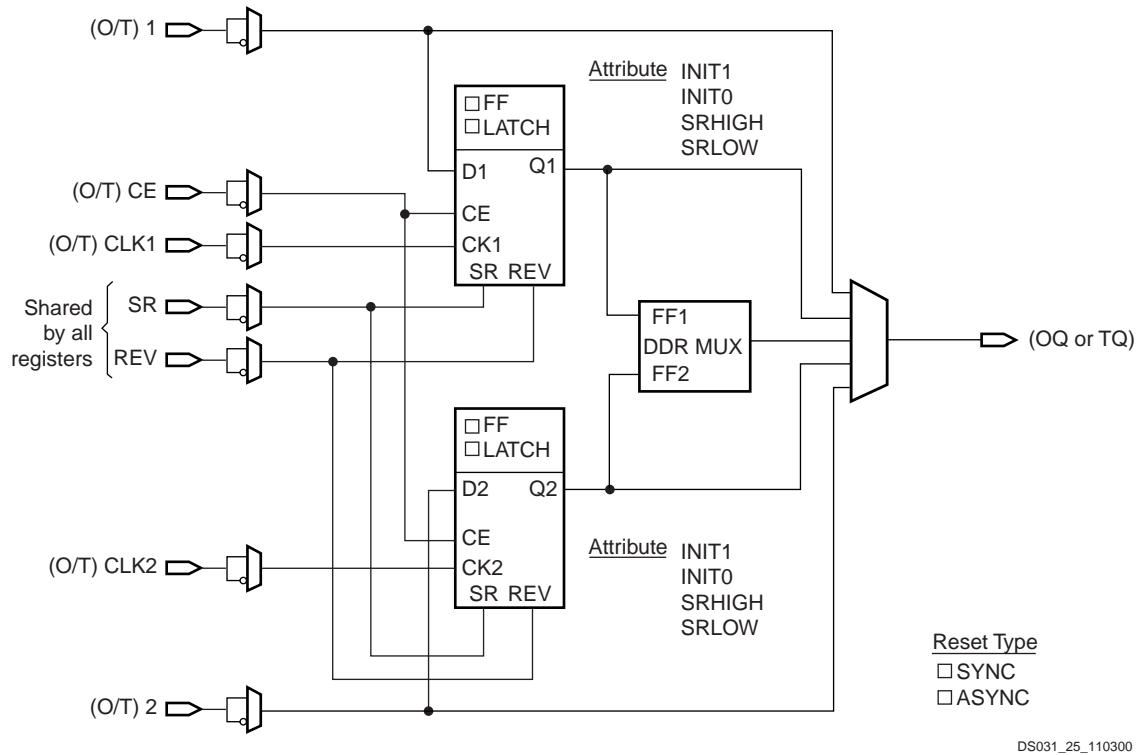 (O/T) 1
Attribute INIT1
INIT0
SRHIGH
SRLOW
FF
LATCH
D1 Q1
CE
CK1
SR REV
(O/T) CE
(O/T) CLK1
Shared
by all
registers
SR
REV
FF1
DDR MUX
FF2
(OQ or TQ)
FF
LATCH
D2 Q2
CE
CK2
SR REV
Attribute INIT1
INIT0
SRHIGH
SRLOW
(O/T) CLK2
(O/T) 2
Reset Type
SYNC
ASYNC
DS031_25_110300